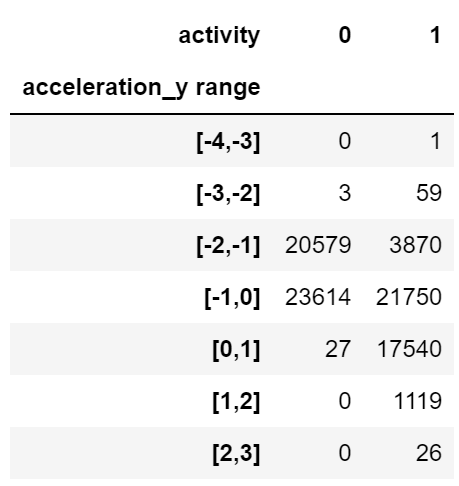 activity 0 1
acceleration_y range
[-4,-3] 0 1
[-3,-2] 3 59
[-2,-1] 20579 3870
[-1,0] 23614 21750
[0,1] 27 17540
[1,2] 0 1119
[2,3] 0 26